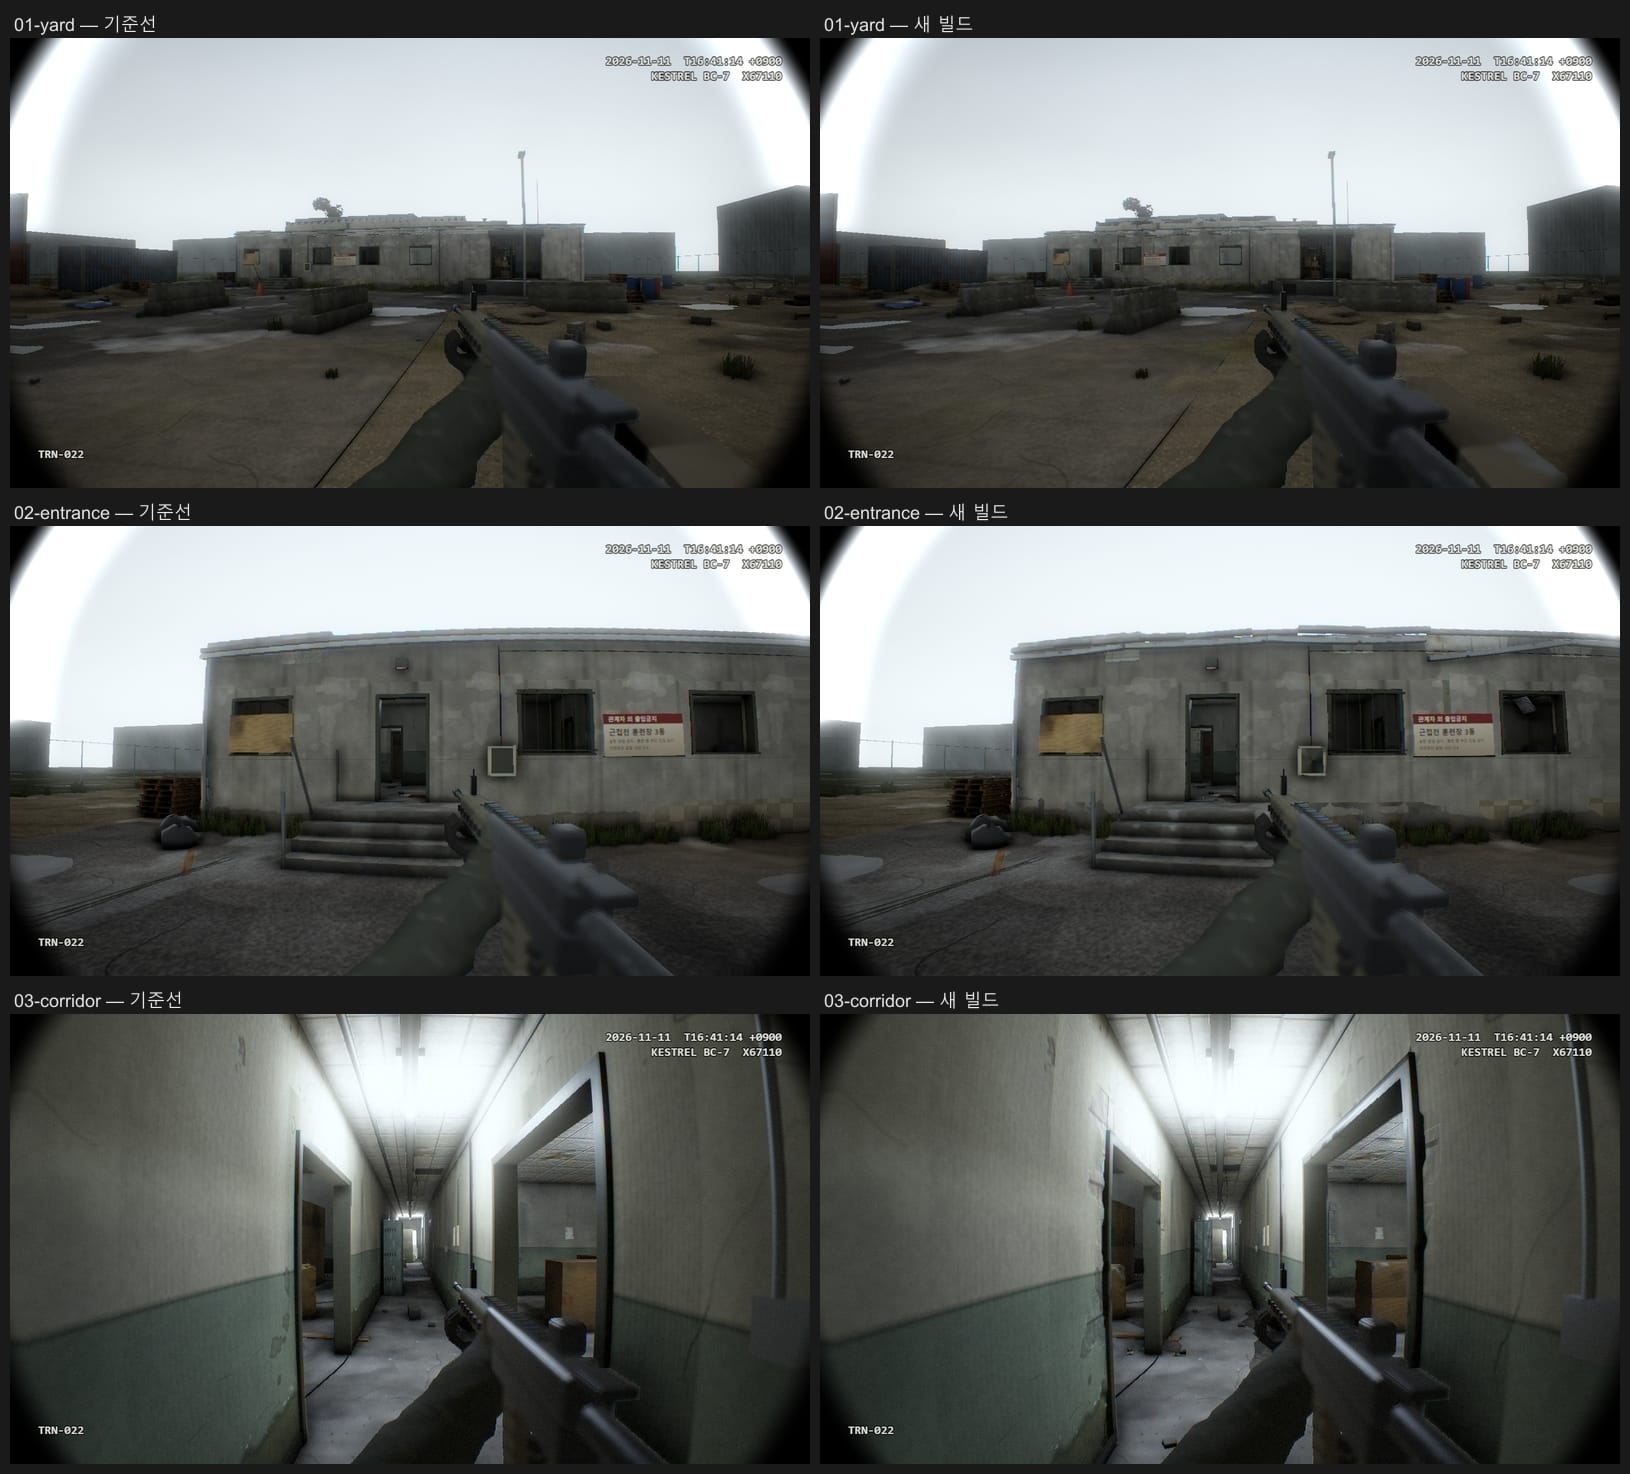 01-yard — 기준선
01-yard — 새 빌드
2026-11-11 T16:41:14 +0900
KESTREL BC-7 X67110
2026-11-11 T16:41:14 +0900
KESTREL BC-7 X67110
TRN-022
TRN-022
02-entrance — 기준선
02-entrance — 새 빌드
2026-11-11 T16:41:14 +0900
KESTREL BC-7 X67110
2026-11-11 T16:41:14 +0900
KESTREL BC-7 X67110
관계자 외 출입금지
근접전 훈련장 3동
관계자 외 출입금지
근접전 훈련장 3동
TRN-022
TRN-022
03-corridor — 기준선
03-corridor — 새 빌드
2026-11-11 T16:41:14 +0900
KESTREL BC-7 X67110
2026-11-11 T16:41:14 +0900
KESTREL BC-7 X67110
TRN-022
TRN-022